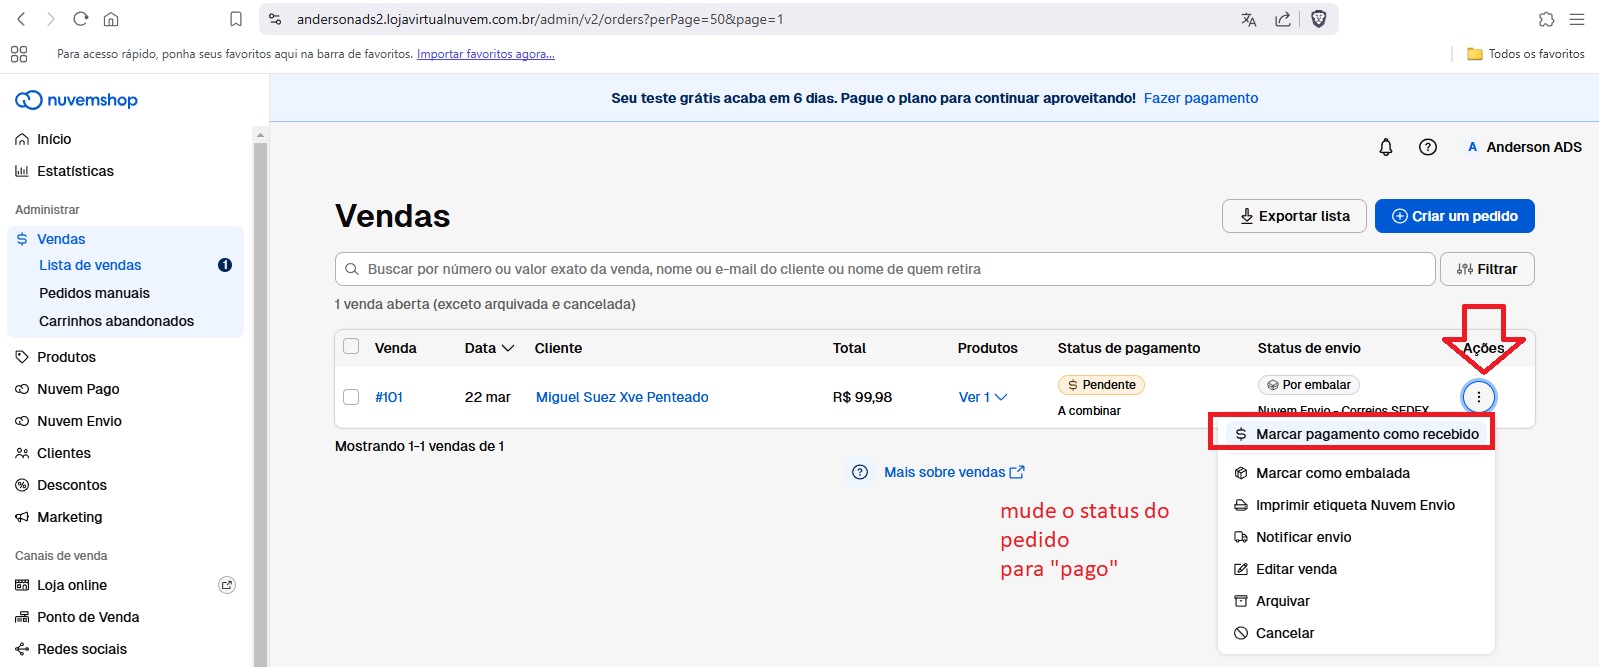 andersonads2.lojavirtualnuvem.com.br/admin/v2/orders?perPage=50&page=1
Para acesso rápido, ponha seus favoritos aqui na barra de favoritos. Importar favoritos agora...
Todos os favoritos
nuvemshop
Seu teste grátis acaba em 6 dias. Pague o plano para continuar aproveitando! Fazer pagamento
Início
Estatísticas
Administrar
Vendas
Lista de vendas 1
Pedidos manuais
Carrinhos abandonados
Produtos
Nuvem Pago
Nuvem Envio
Clientes
Descontos
Marketing
Canais de venda
Loja online
Ponto de Venda
Redes sociais
A Anderson ADS
Vendas
Exportar lista
Criar um pedido
Buscar por número ou valor exato da venda, nome ou e-mail do cliente ou nome de quem retira
Filtrar
1 venda aberta (exceto arquivada e cancelada)
Venda Data Cliente Total Produtos Status de pagamento Status de envio Ações
#101 22 mar Miguel Suez Xve Penteado R$ 99,98 Ver 1 Pendente Por embalar
A combinar Nuvem Envio - Correios SEDEX
Mostrando 1-1 vendas de 1
Mais sobre vendas
mude o status do
pedido
para "pago"
Marcar pagamento como recebido
Marcar como embalada
Imprimir etiqueta Nuvem Envio
Notificar envio
Editar venda
Arquivar
Cancelar